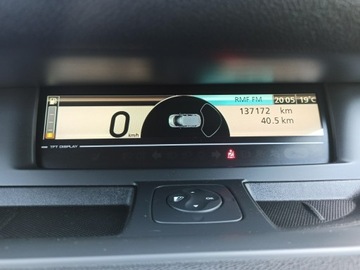 RMF FM 20 05 19°C
0 km/h
137172 km
40.5 km
TFT DISPLAY